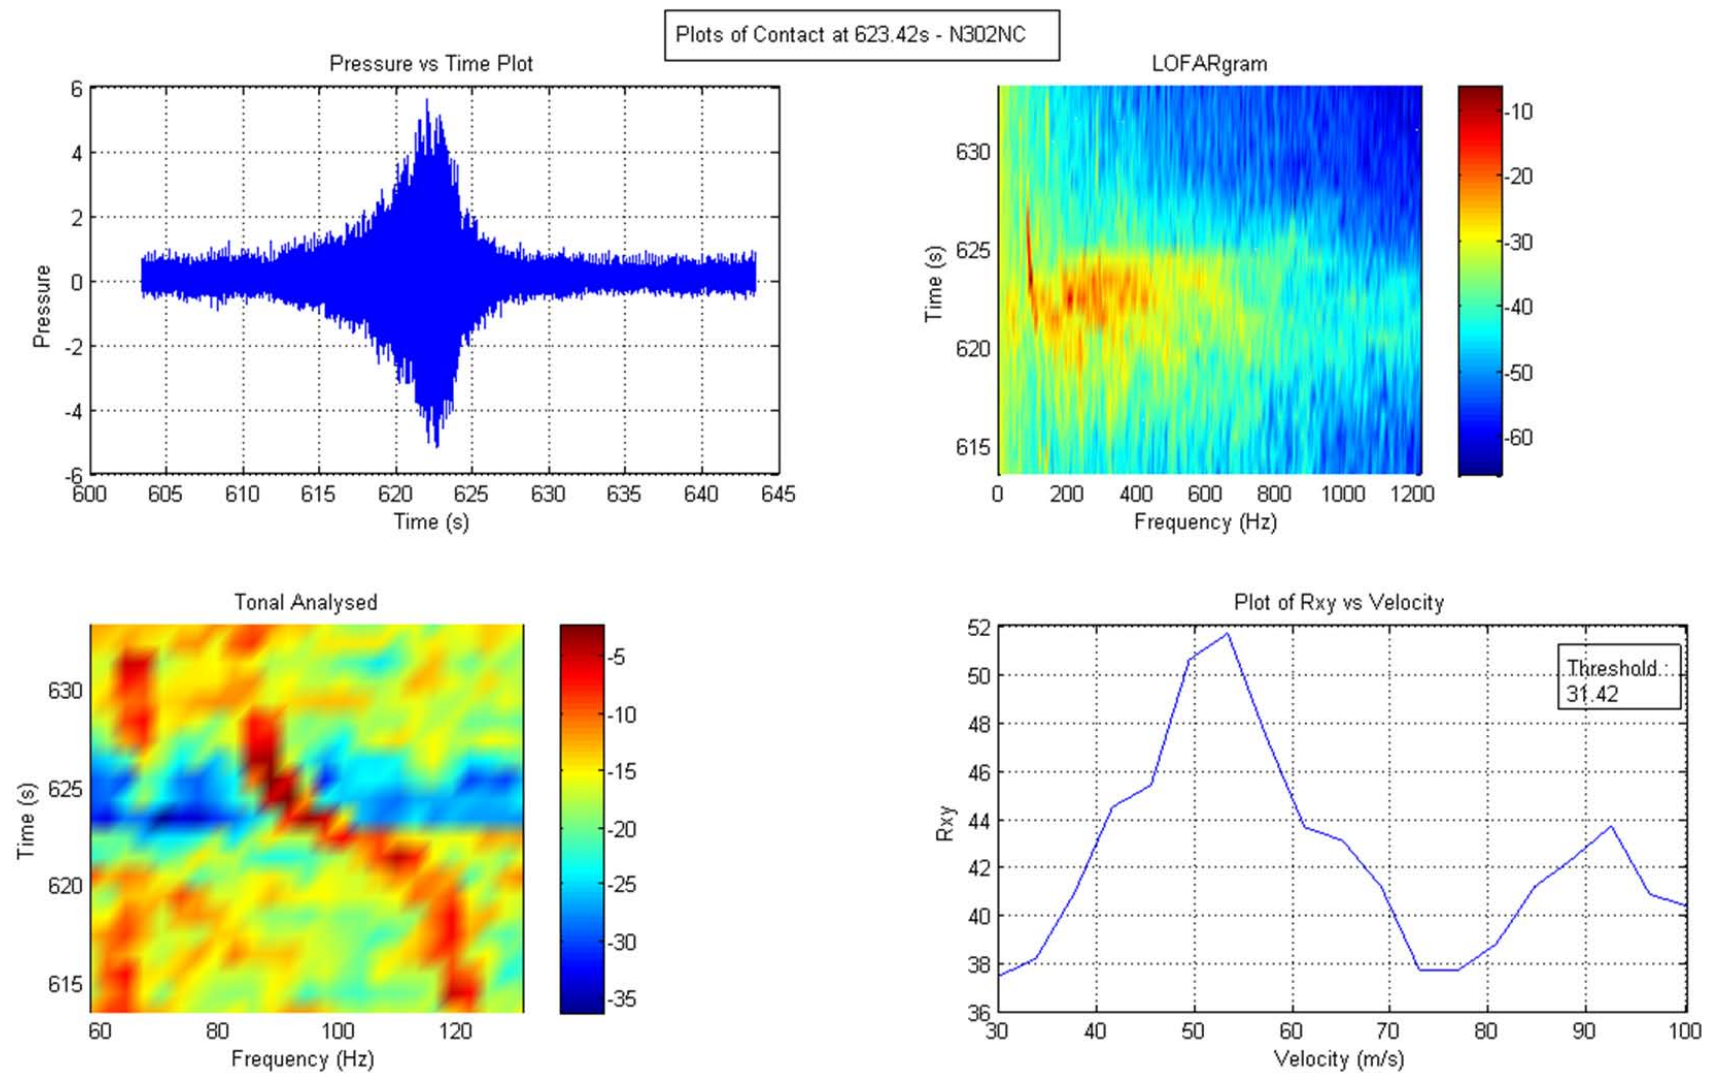 Plots of Contact at 623.42s - N302NC
Pressure vs Time Plot
6
4
2
0
-2
-4
-6
Pressure
600 605 610 615 620 625 630 635 640 645
Time (s)
LOFARgram
630
625
620
615
Time (s)
0 200 400 600 800 1000 1200
Frequency (Hz)
-10
-20
-30
-40
-50
-60
Tonal Analysed
630
625
620
615
Time (s)
60 80 100 120
Frequency (Hz)
-5
-10
-15
-20
-25
-30
-35
Plot of Rxy vs Velocity
52
50
48
46
44
42
40
38
36
Rxy
Threshold :
31.42
30 40 50 60 70 80 90 100
Velocity (m/s)